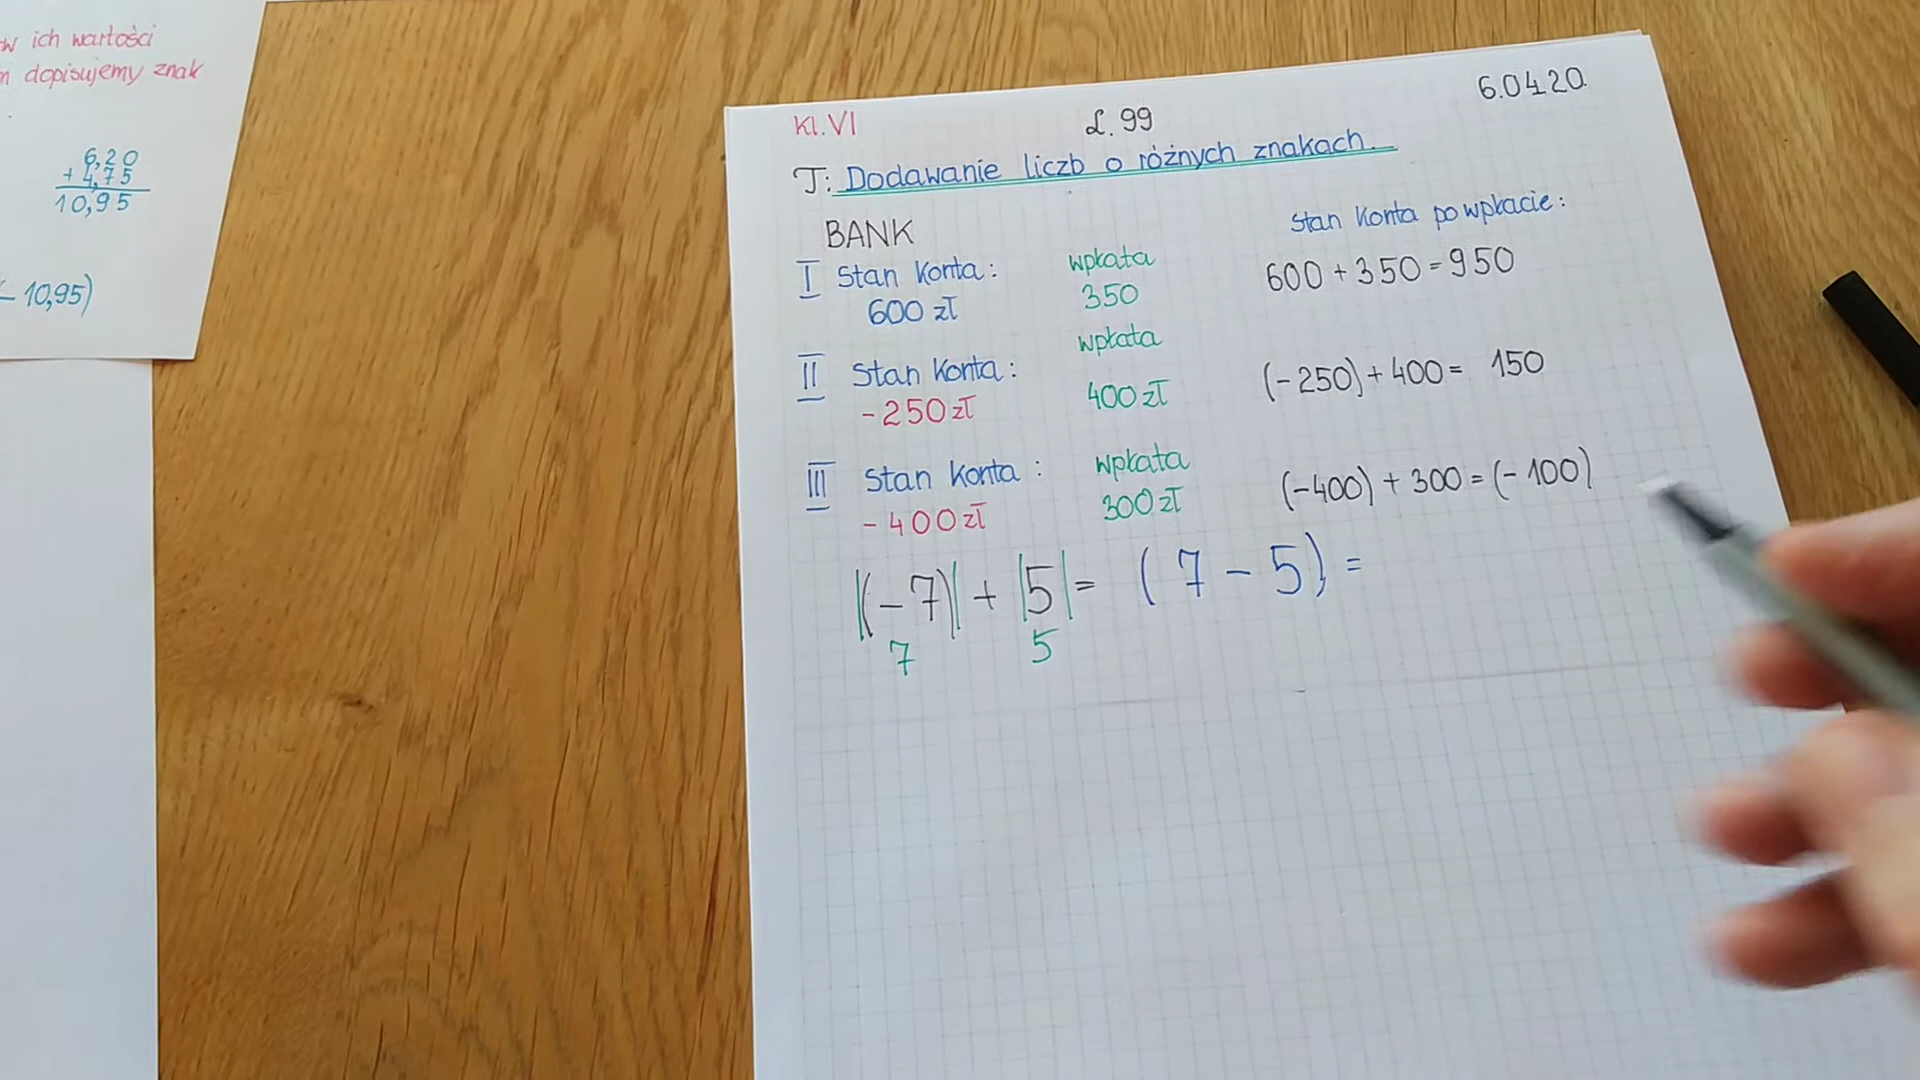 w ich wartości
dopisujemy znak
6,20
+ 4,75
10,95
(- 10,95)
Kl.VI L.99 6.04.20
T: Dodawanie liczb o różnych znakach.
BANK Stan konta po wpłacie:
I Stan konta: wpłata 600 + 350 = 950
600 zł 350
wpłata
II Stan konta: (-250) + 400 = 150
-250 zł 400 zł
III Stan konta: wpłata (-400) + 300 = (-100)
-400 zł 300 zł
|(-7)| + |5| = (7 - 5) =
7 5